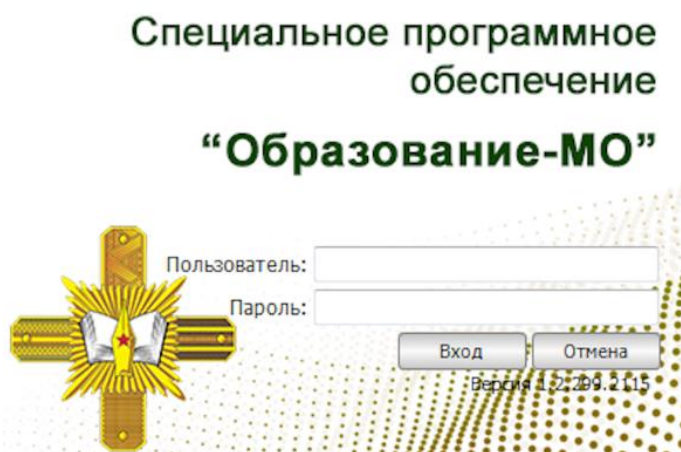 Специальное программное
обеспечение
“Образование-МО”
Пользователь:
Пароль:
Вход Отмена
Версия 1.2.299.2115